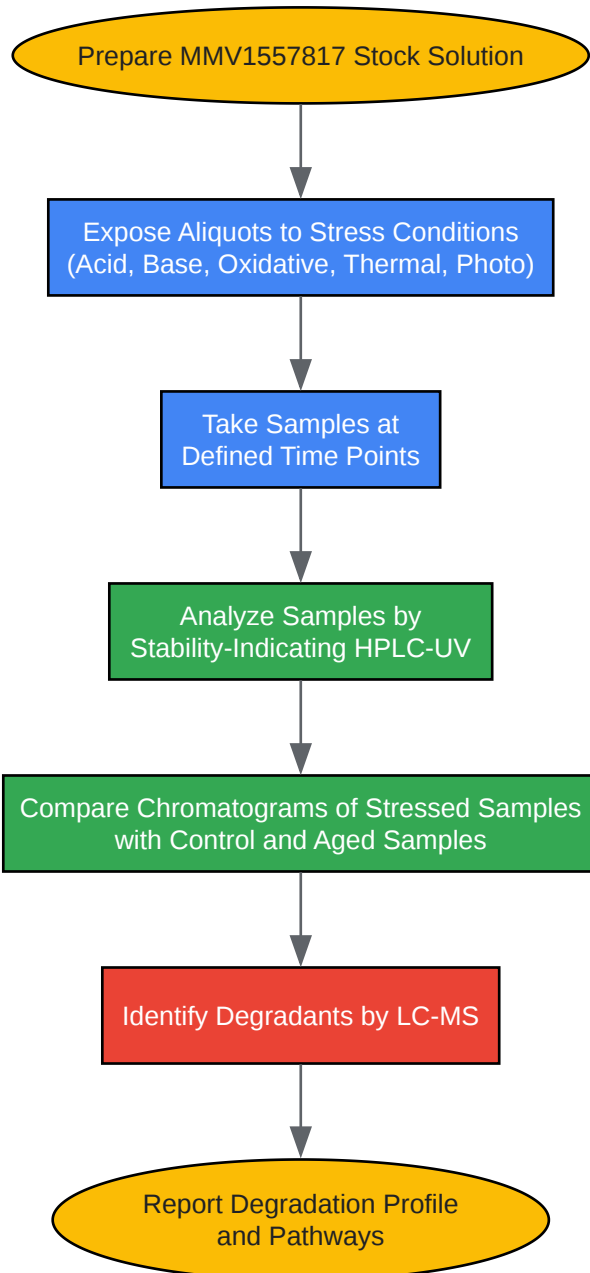 Prepare MMV1557817 Stock Solution
Expose Aliquots to Stress Conditions
(Acid, Base, Oxidative, Thermal, Photo)
Take Samples at
Defined Time Points
Analyze Samples by
Stability-Indicating HPLC-UV
Compare Chromatograms of Stressed Samples
with Control and Aged Samples
Identify Degradants by LC-MS
Report Degradation Profile
and Pathways